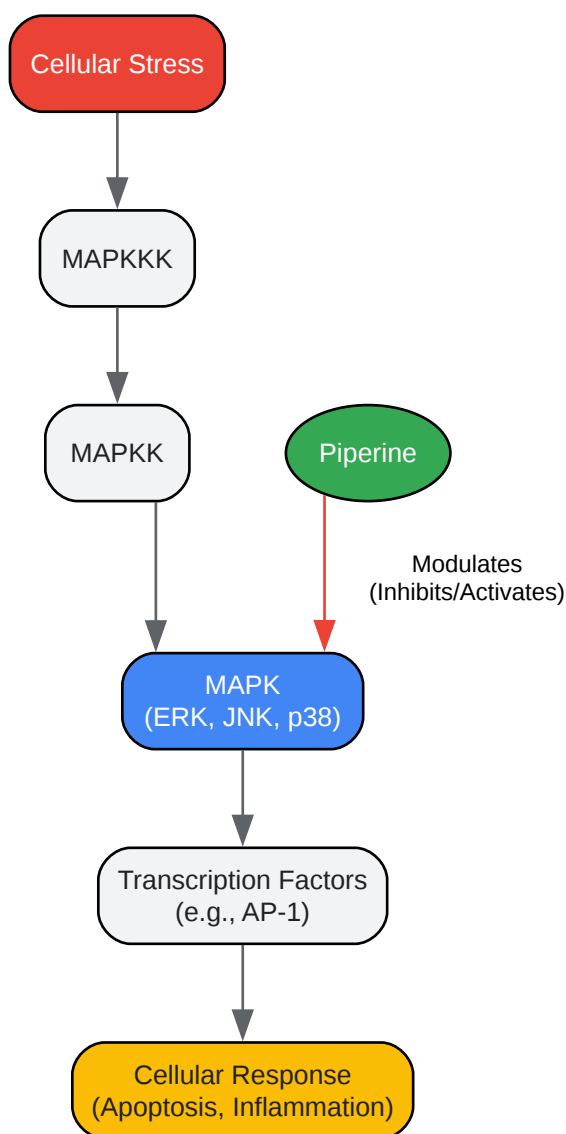 Cellular Stress
MAPKKK
MAPKK
Piperine
Modulates
(Inhibits/Activates)
MAPK
(ERK, JNK, p38)
Transcription Factors
(e.g., AP-1)
Cellular Response
(Apoptosis, Inflammation)